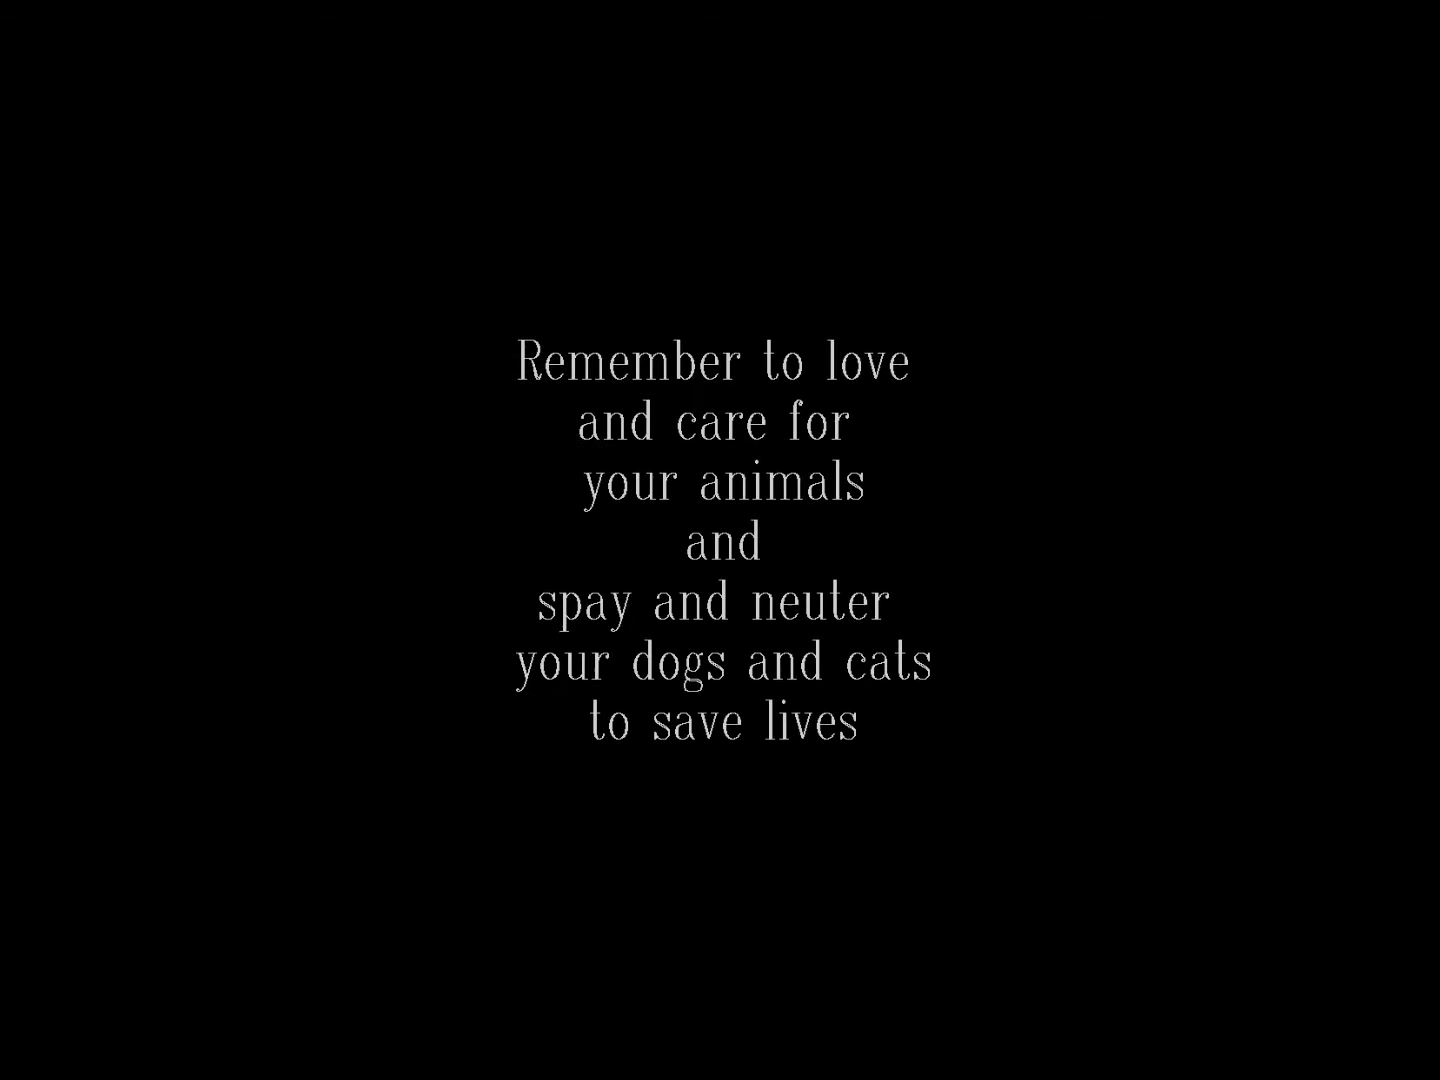 Remember to love
and care for
your animals
and
spay and neuter
your dogs and cats
to save lives